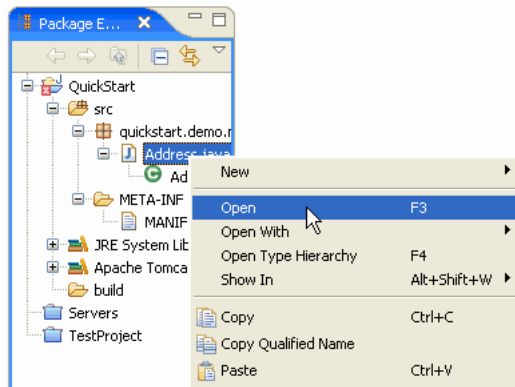 Package E...
QuickStart
src
quickstart.demo.r
Address.java
Ad
META-INF
MANIF
JRE System Lib
Apache Tomca
build
Servers
TestProject
New
Open F3
Open With
Open Type Hierarchy F4
Show In Alt+Shift+W
Copy Ctrl+C
Copy Qualified Name
Paste Ctrl+V